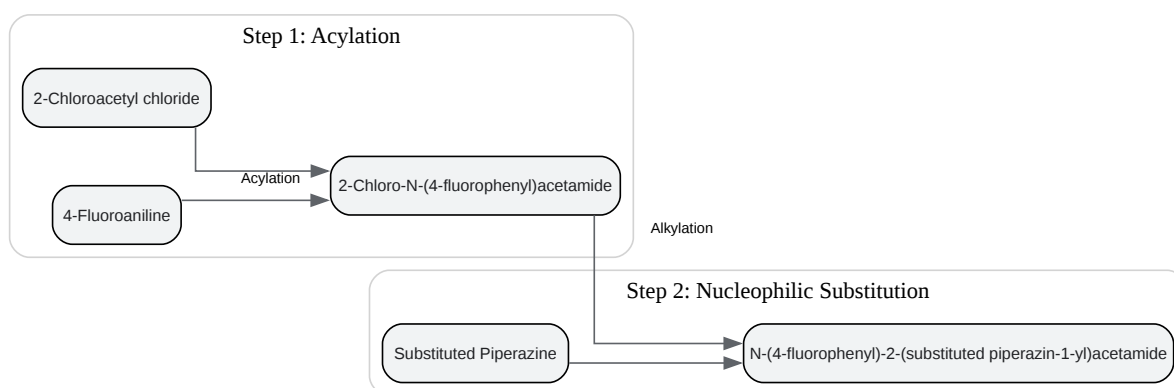 Step 1: Acylation
2-Chloroacetyl chloride
Acylation
2-Chloro-N-(4-fluorophenyl)acetamide
4-Fluoroaniline
Alkylation
Step 2: Nucleophilic Substitution
Substituted Piperazine
N-(4-fluorophenyl)-2-(substituted piperazin-1-yl)acetamide